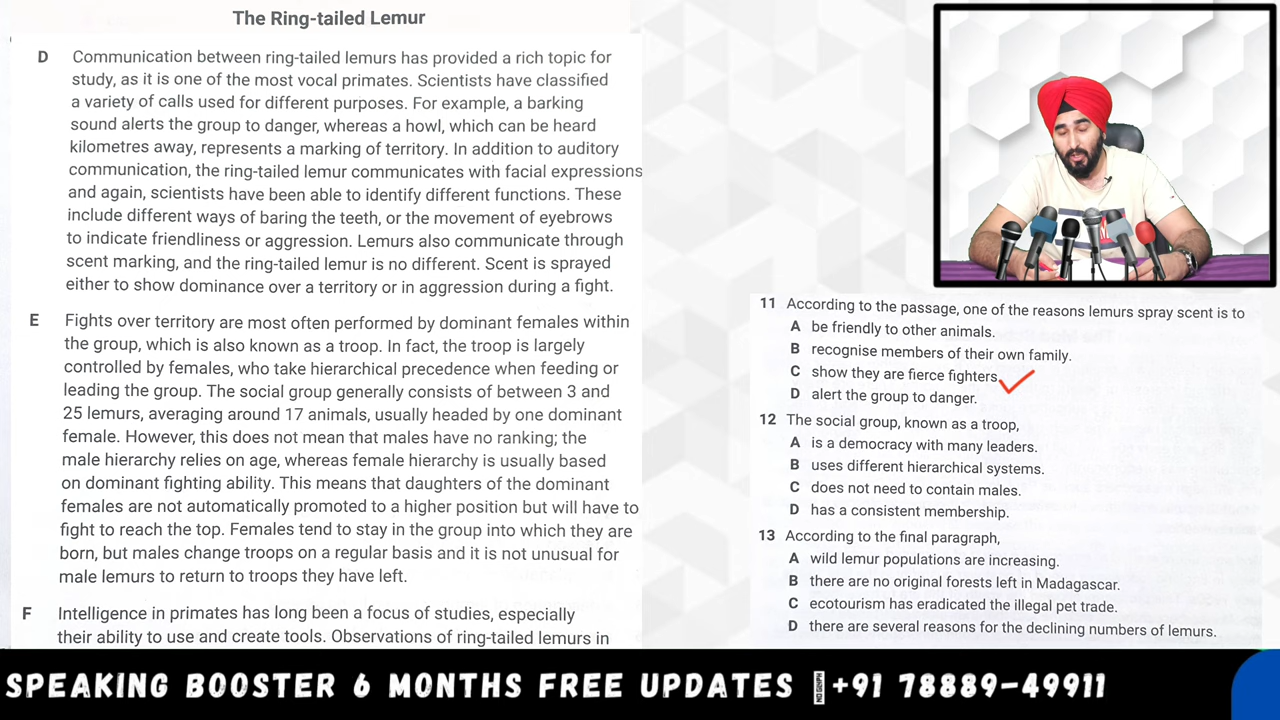 The Ring-tailed Lemur
D Communication between ring-tailed lemurs has provided a rich topic for
study, as it is one of the most vocal primates. Scientists have classified
a variety of calls used for different purposes. For example, a barking
sound alerts the group to danger, whereas a howl, which can be heard
kilometres away, represents a marking of territory. In addition to auditory
communication, the ring-tailed lemur communicates with facial expressions
and again, scientists have been able to identify different functions. These
include different ways of baring the teeth, or the movement of eyebrows
to indicate friendliness or aggression. Lemurs also communicate through
scent marking, and the ring-tailed lemur is no different. Scent is sprayed
either to show dominance over a territory or in aggression during a fight.
E Fights over territory are most often performed by dominant females within
the group, which is also known as a troop. In fact, the troop is largely
controlled by females, who take hierarchical precedence when feeding or
leading the group. The social group generally consists of between 3 and
25 lemurs, averaging around 17 animals, usually headed by one dominant
female. However, this does not mean that males have no ranking; the
male hierarchy relies on age, whereas female hierarchy is usually based
on dominant fighting ability. This means that daughters of the dominant
females are not automatically promoted to a higher position but will have to
fight to reach the top. Females tend to stay in the group into which they are
born, but males change troops on a regular basis and it is not unusual for
male lemurs to return to troops they have left.
F Intelligence in primates has long been a focus of studies, especially
their ability to use and create tools. Observations of ring-tailed lemurs in
11 According to the passage, one of the reasons lemurs spray scent is to
A be friendly to other animals.
B recognise members of their own family.
C show they are fierce fighters.
D alert the group to danger.
12 The social group, known as a troop,
A is a democracy with many leaders.
B uses different hierarchical systems.
C does not need to contain males.
D has a consistent membership.
13 According to the final paragraph,
A wild lemur populations are increasing.
B there are no original forests left in Madagascar.
C ecotourism has eradicated the illegal pet trade.
D there are several reasons for the declining numbers of lemurs.
SPEAKING BOOSTER 6 MONTHS FREE UPDATES +91 78889-49911